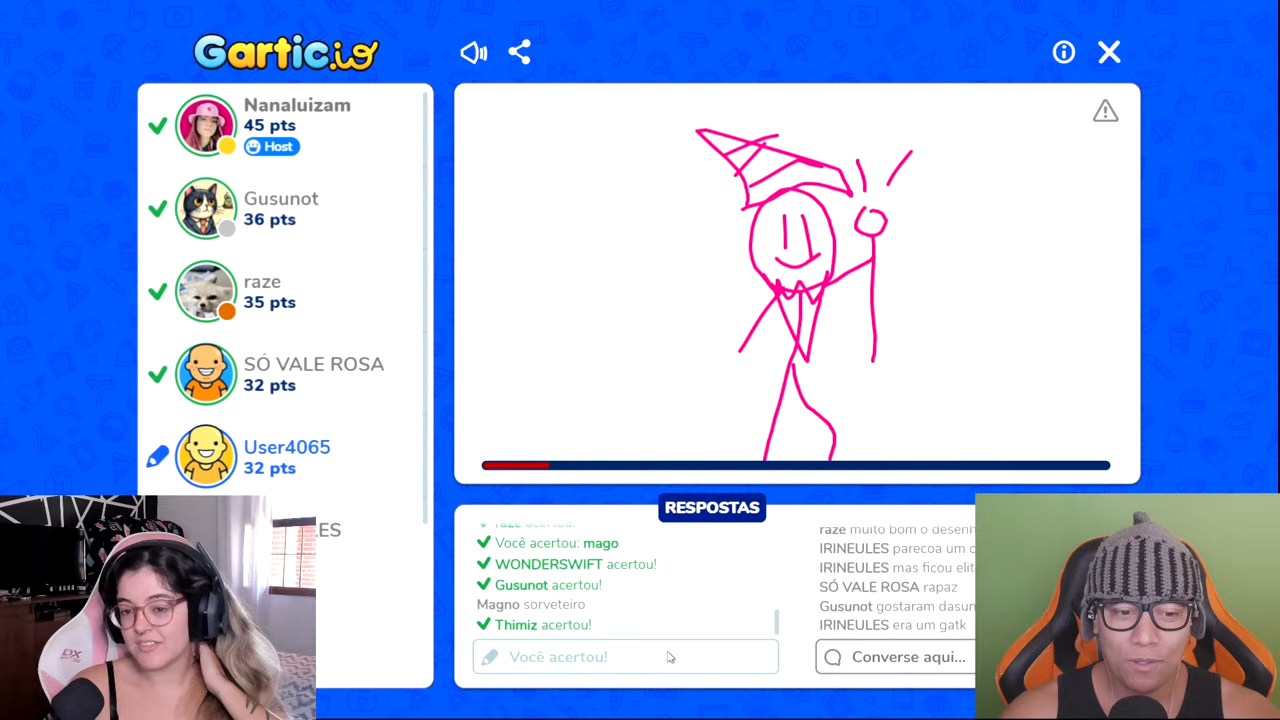 Gartic.io
Nanaluizam
45 pts
Host
Gusunot
36 pts
raze
35 pts
SÓ VALE ROSA
32 pts
User4065
32 pts
ES
RESPOSTAS
raze acertou!
Você acertou: mago
WONDERSWIFT acertou!
Gusunot acertou!
Magno sorveteiro
Thimiz acertou!
Você acertou!
raze muito bom o desenh
IRINEULES parecoa um c
IRINEULES mas ficou elit
SÓ VALE ROSA rapaz
Gusunot gostaram dasun
IRINEULES era um gatk
Converse aqui...
DX